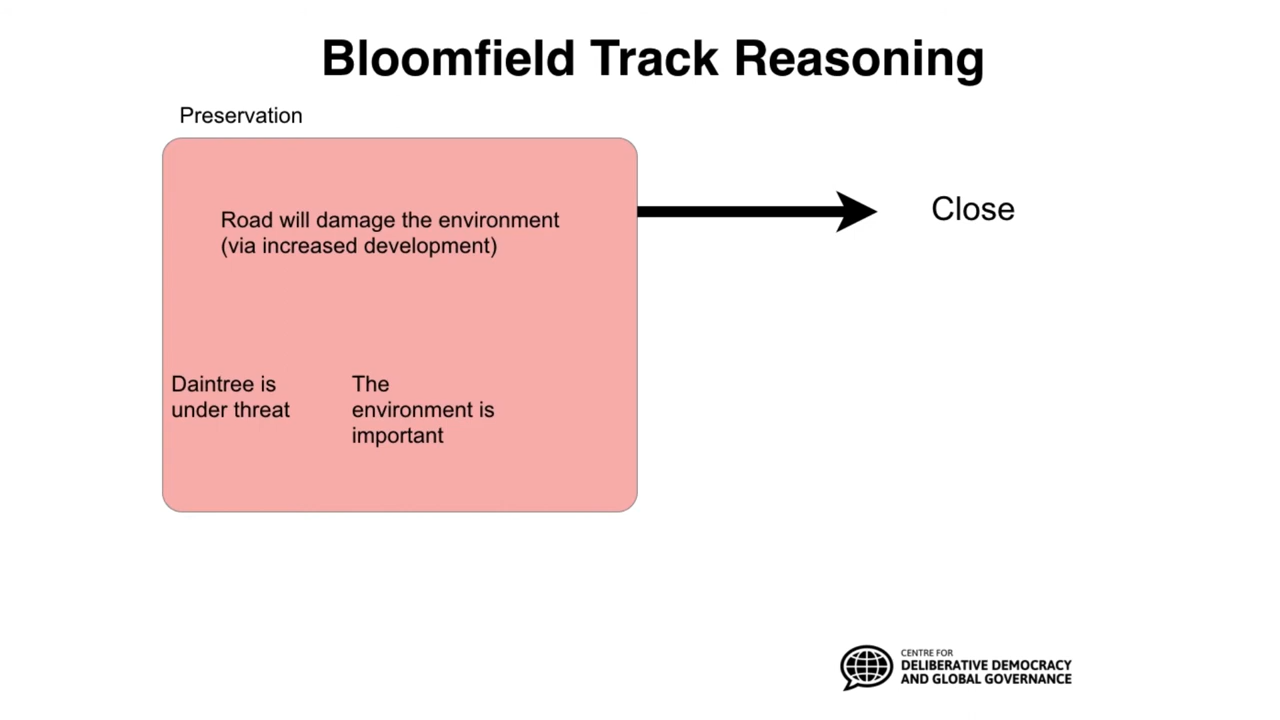 Bloomfield Track Reasoning
Preservation
Road will damage the environment
(via increased development)
Close
Daintree is
under threat
The
environment is
important
CENTRE FOR
DELIBERATIVE DEMOCRACY
AND GLOBAL GOVERNANCE